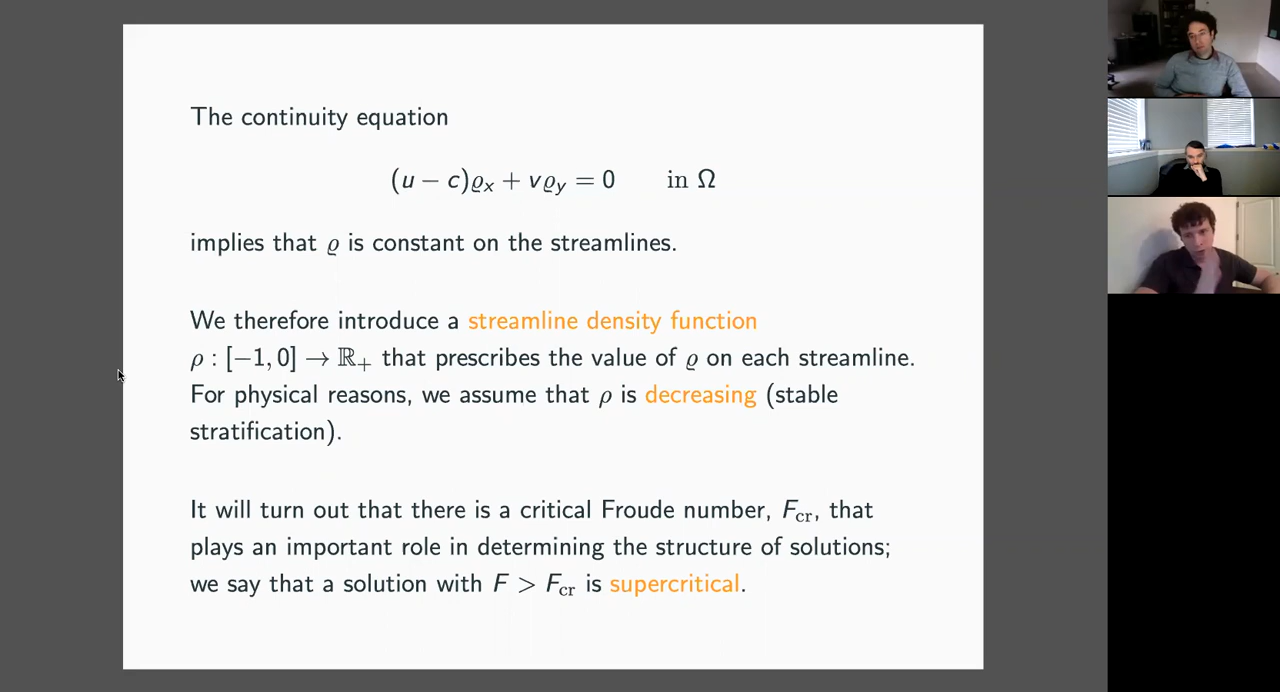 The continuity equation
(u − c)ϱₓ + vϱᵧ = 0 in Ω
implies that ϱ is constant on the streamlines.
We therefore introduce a streamline density function
ρ : [−1, 0] → ℝ₊ that prescribes the value of ϱ on each streamline.
For physical reasons, we assume that ρ is decreasing (stable
stratification).
It will turn out that there is a critical Froude number, F_cr, that
plays an important role in determining the structure of solutions;
we say that a solution with F > F_cr is supercritical.